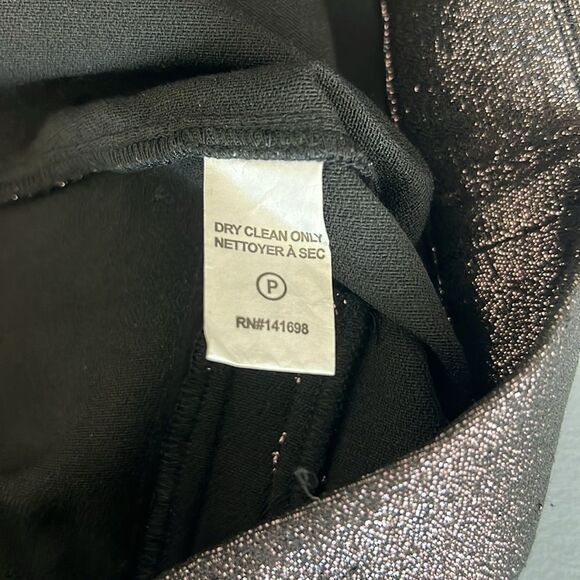 DRY CLEAN ONLY
NETTOYER À SEC
P
RN#141698